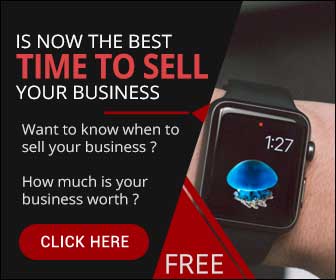 IS NOW THE BEST
TIME TO SELL
YOUR BUSINESS
Want to know when to
sell your business ?
How much is your
business worth ?
CLICK HERE
FREE
1:27